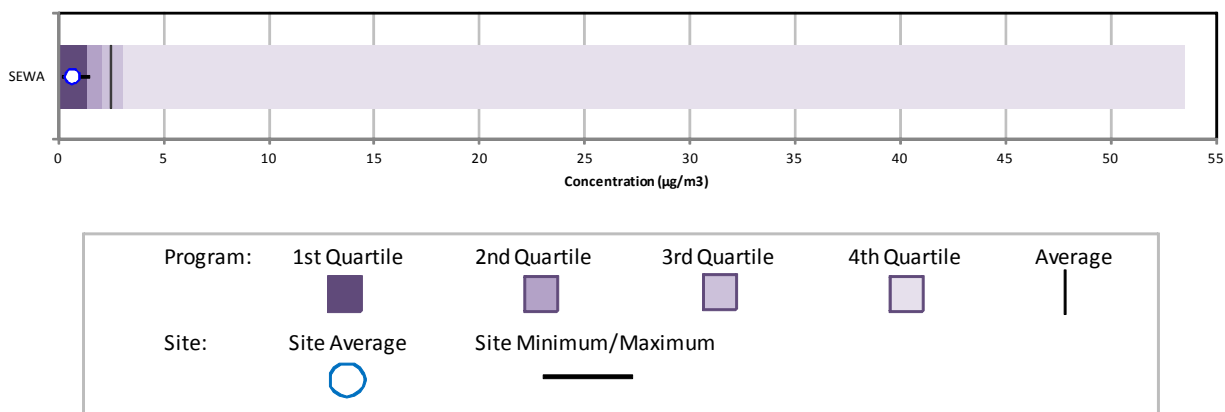 SEWA
0 5 10 15 20 25 30 35 40 45 50 55
Concentration (µg/m3)
Program: 1st Quartile 2nd Quartile 3rd Quartile 4th Quartile Average
Site: Site Average Site Minimum/Maximum